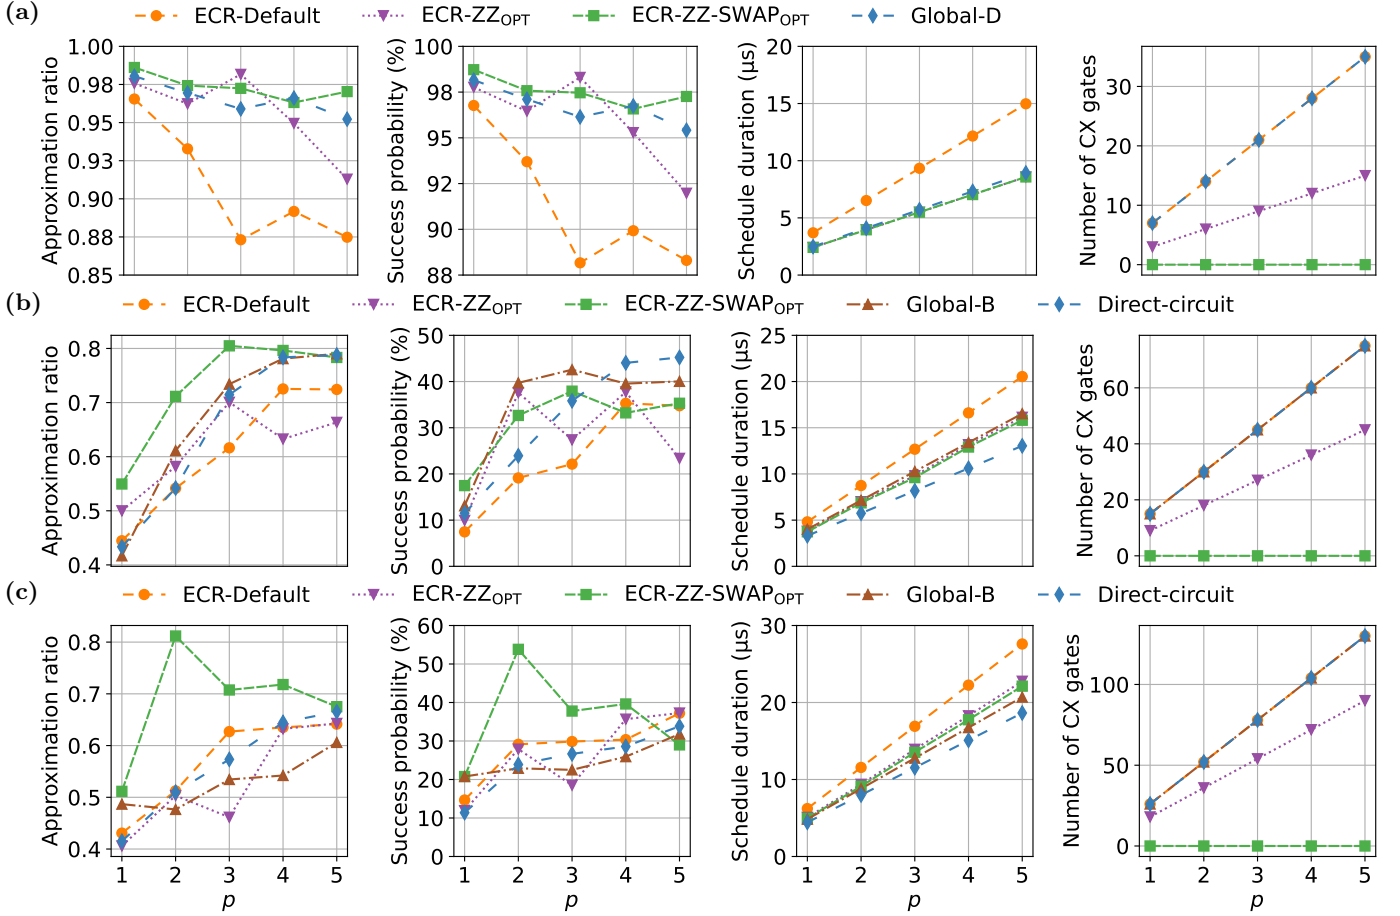 (a) ECR-Default ECR-ZZOPT ECR-ZZ-SWAPOPT Global-D
Approximation ratio
1.00
0.98
0.95
0.93
0.90
0.88
0.85
Success probability (%)
100
98
95
92
90
88
Schedule duration (µs)
20
15
10
5
0
Number of CX gates
30
20
10
0
(b) ECR-Default ECR-ZZOPT ECR-ZZ-SWAPOPT Global-B Direct-circuit
Approximation ratio
0.8
0.7
0.6
0.5
0.4
Success probability (%)
50
40
30
20
10
0
Schedule duration (µs)
25
20
15
10
5
0
Number of CX gates
60
40
20
0
(c) ECR-Default ECR-ZZOPT ECR-ZZ-SWAPOPT Global-B Direct-circuit
Approximation ratio
0.8
0.7
0.6
0.5
0.4
1 2 3 4 5
p
Success probability (%)
60
50
40
30
20
10
0
1 2 3 4 5
p
Schedule duration (µs)
30
20
10
0
1 2 3 4 5
p
Number of CX gates
100
50
0
1 2 3 4 5
p